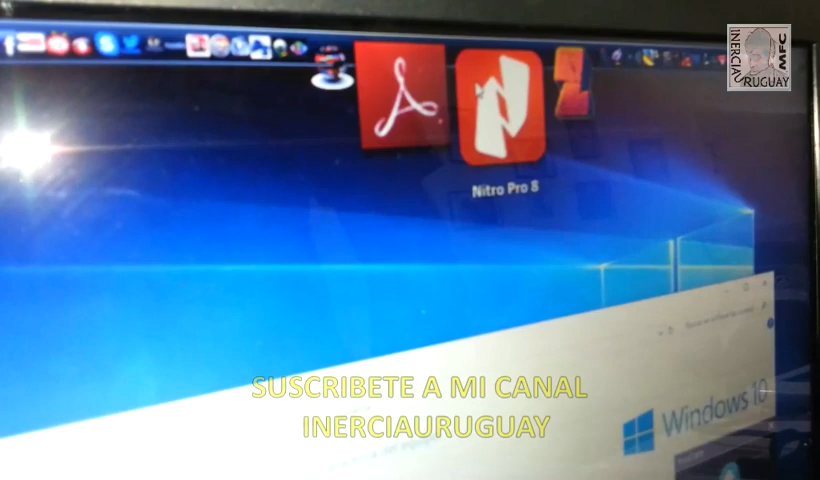 INERCIA
URUGUAY
MFC
Nitro Pro 8
SUSCRIBETE A MI CANAL
INERCIAURUGUAY
Windows 10